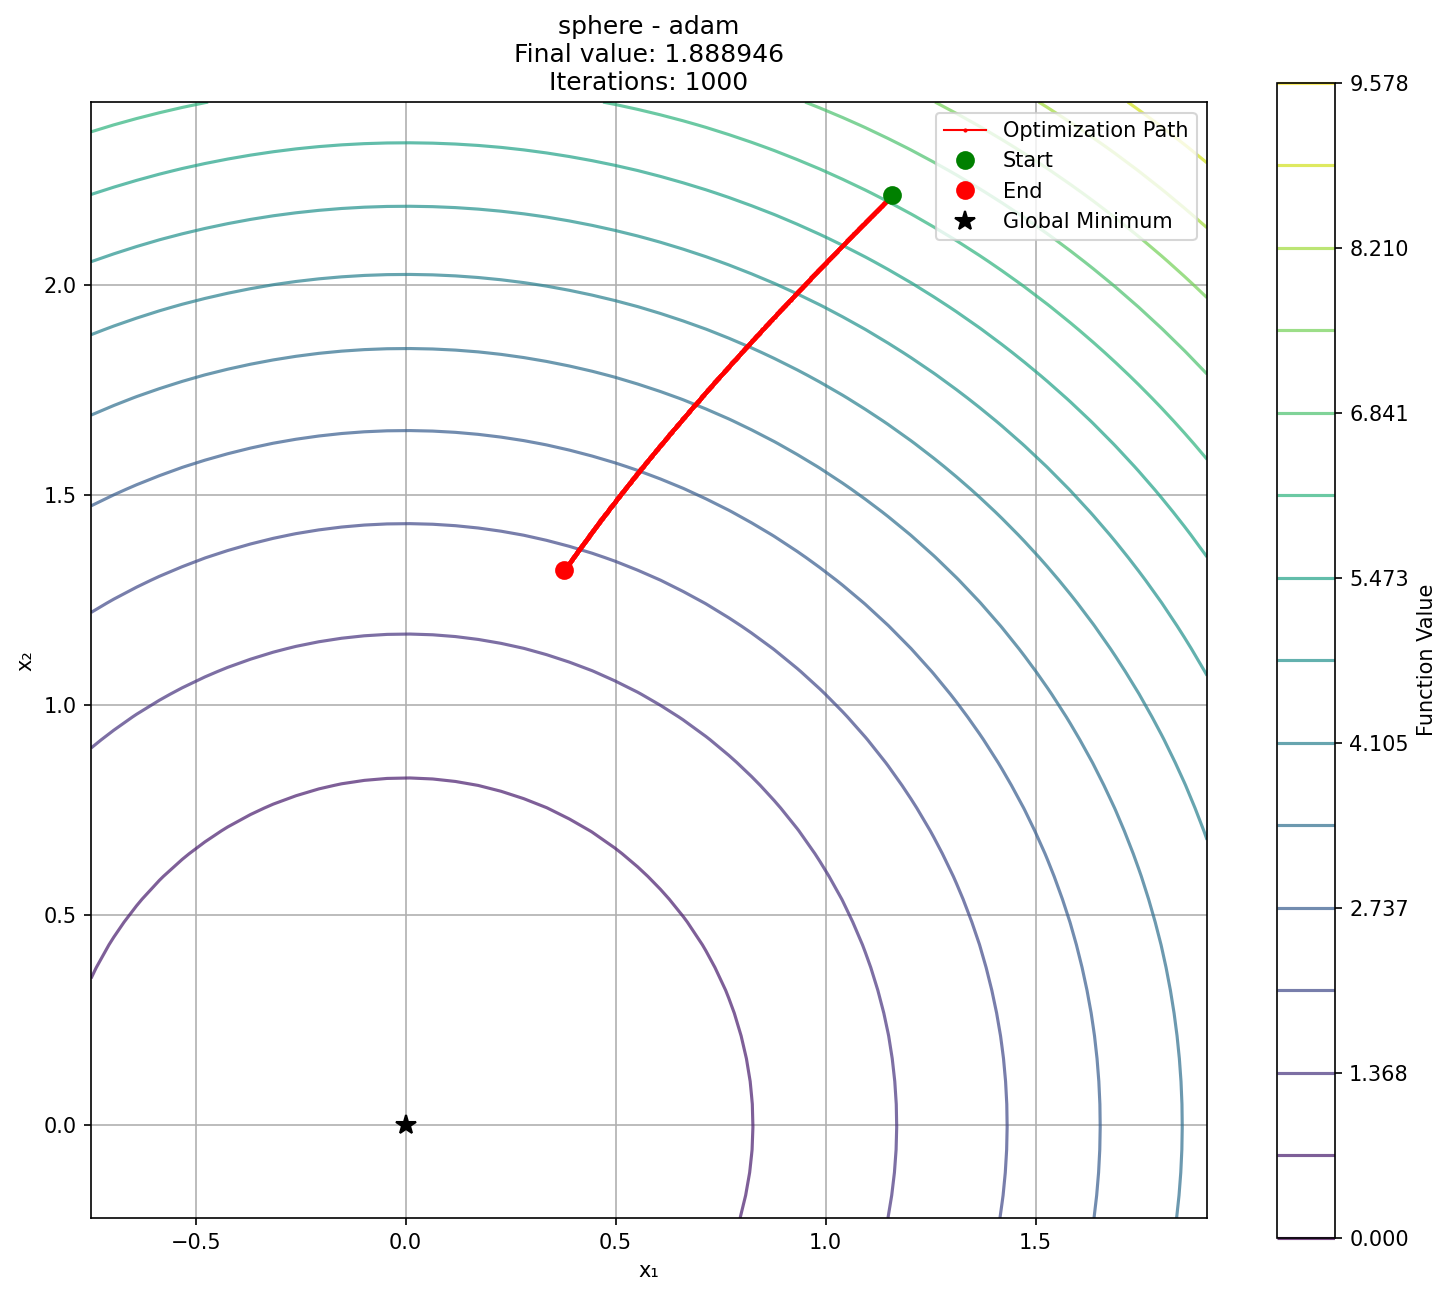 sphere - adam
Final value: 1.888946
Iterations: 1000
Optimization Path
Start
End
Global Minimum
2.0
1.5
1.0
0.5
0.0
x₂
−0.5
0.0
0.5
1.0
1.5
x₁
9.578
8.210
6.841
5.473
4.105
2.737
1.368
0.000
Function Value